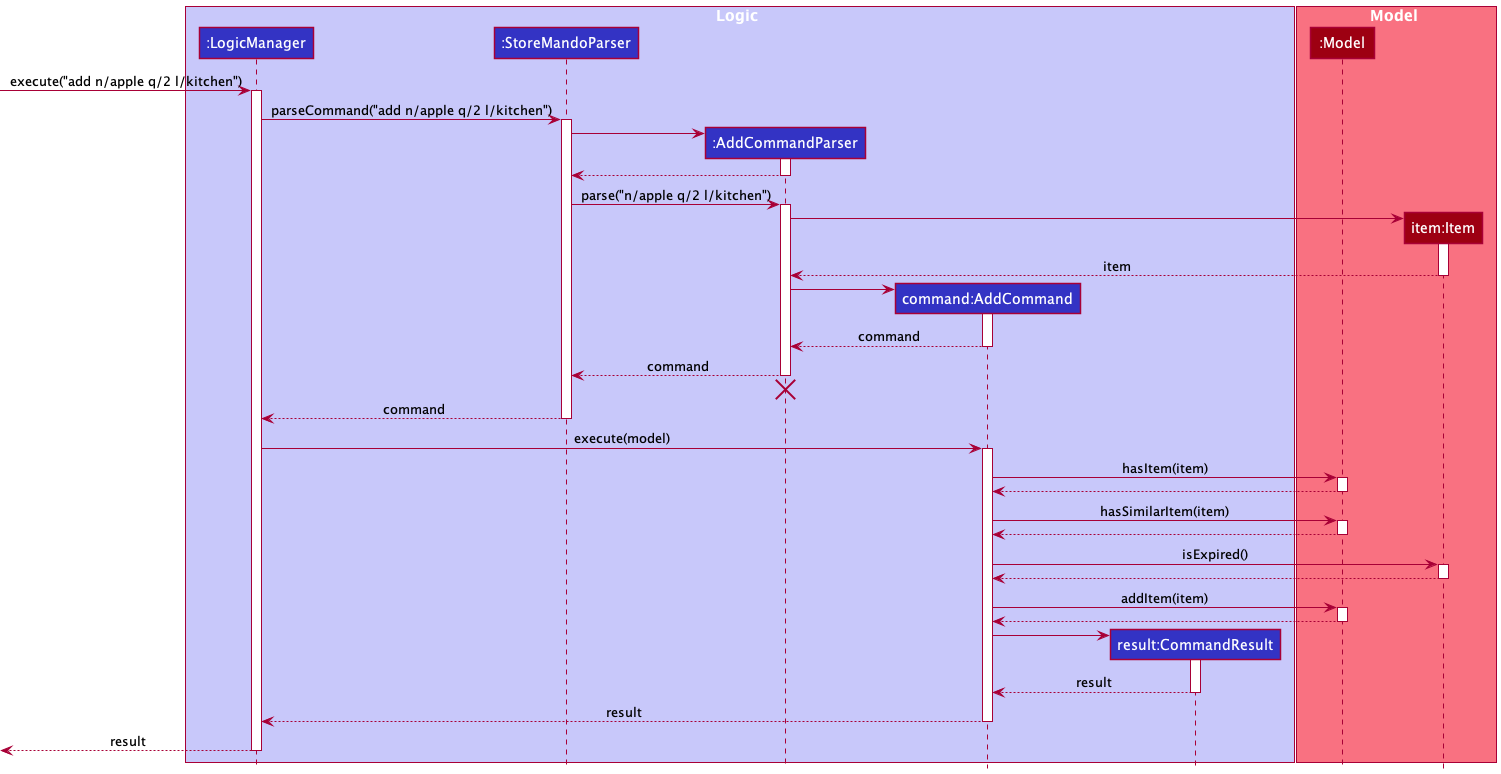 Logic
Model
:LogicManager
:StoreMandoParser
:Model
execute("add n/apple q/2 l/kitchen")
parseCommand("add n/apple q/2 l/kitchen")
:AddCommandParser
parse("n/apple q/2 l/kitchen")
item:Item
item
command:AddCommand
command
command
command
execute(model)
hasItem(item)
hasSimilarItem(item)
isExpired()
addItem(item)
result:CommandResult
result
result
result